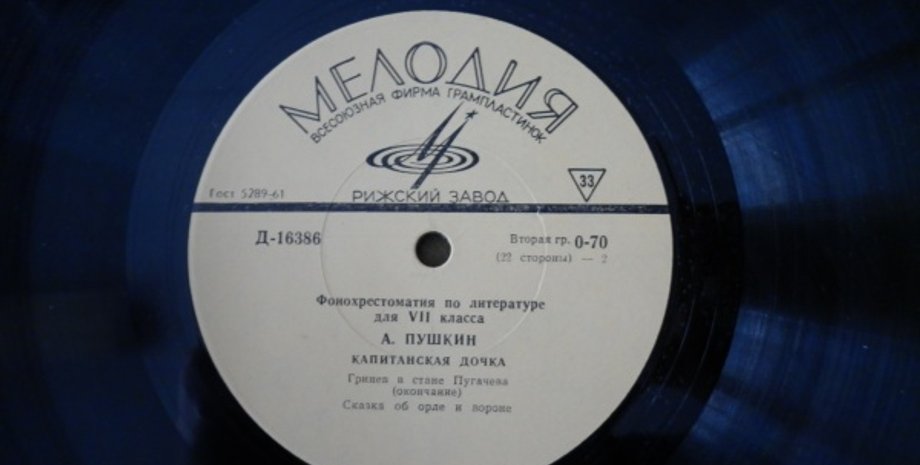 МЕЛОДИЯ
ВСЕСОЮЗНАЯ ФИРМА ГРАМПЛАСТИНОК
РИЖСКИЙ ЗАВОД
Гост 5289-61
33
Д-16386
Вторая гр. 0-70
(22 стороны) — 2
Фонохрестоматия по литературе
для VII класса
А. ПУШКИН
КАПИТАНСКАЯ ДОЧКА
Гринев в стане Пугачева
(окончание)
Сказка об орле и вороне